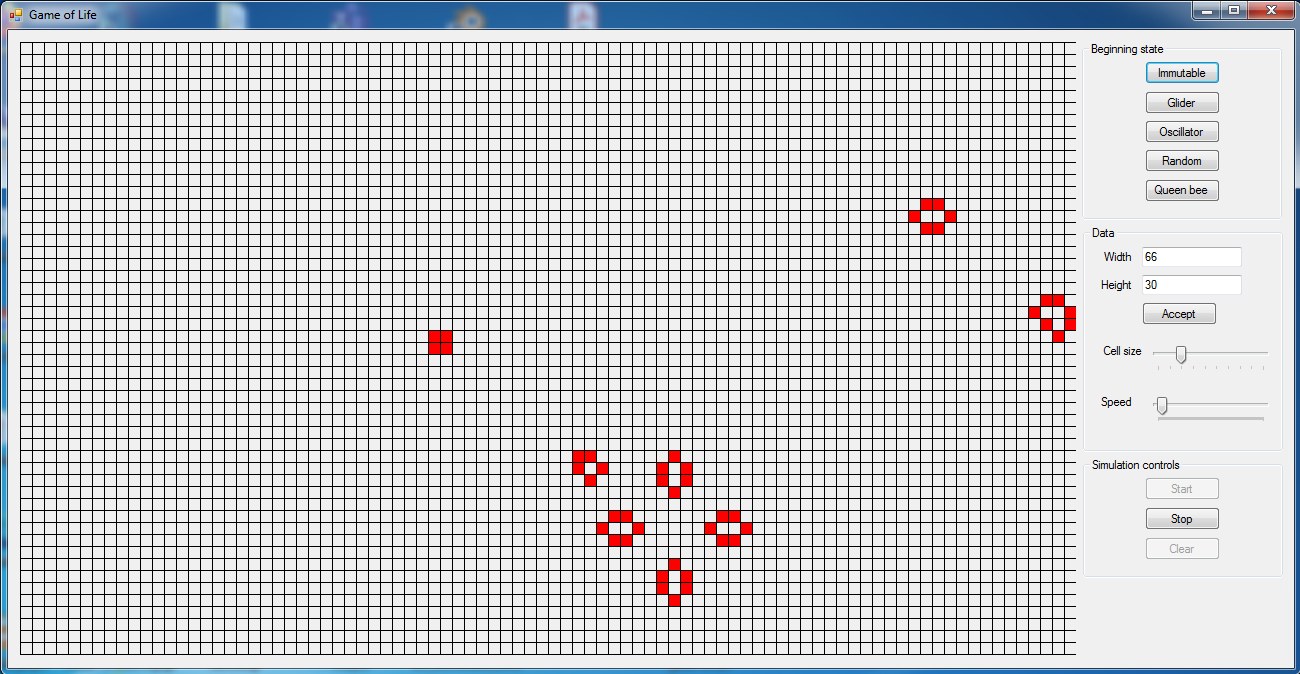 Game of Life
Beginning state
Immutable
Glider
Oscillator
Random
Queen bee
Data
Width 66
Height 30
Accept
Cell size
Speed
Simulation controls
Start
Stop
Clear